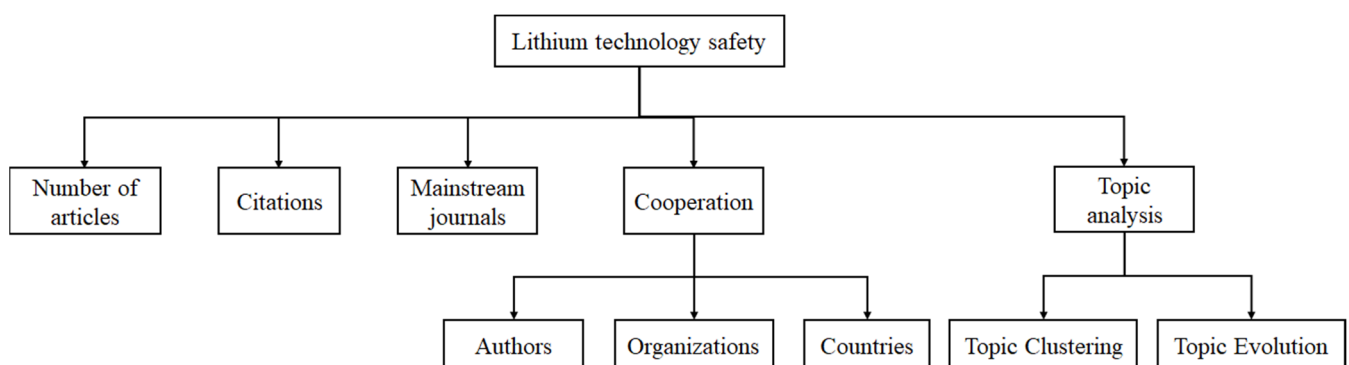 Lithium technology safety
Number of
articles
Citations
Mainstream
journals
Cooperation
Topic
analysis
Authors
Organizations
Countries
Topic Clustering
Topic Evolution